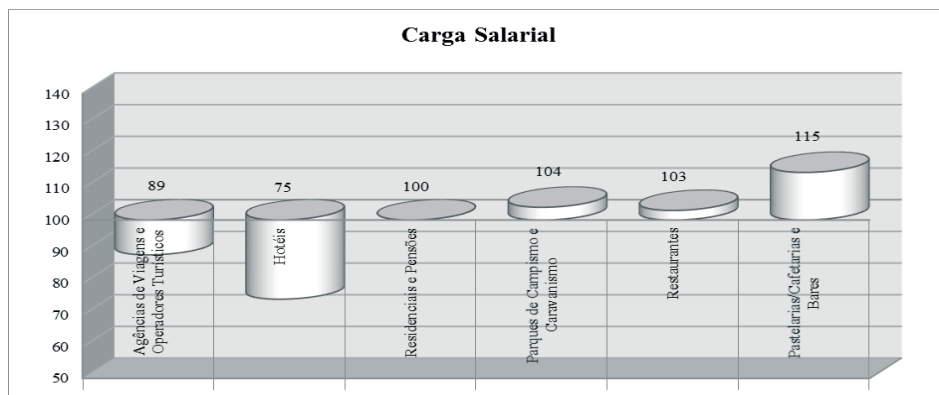 Carga Salarial
140
130
120
110
100
90
80
70
60
50
89
75
100
104
103
115
Agências de Viagens e
Operadores Turísticos
Hotéis
Residenciais e Pensões
Parques de Campismo e
Caravanismo
Restaurantes
Pastelarias/Cafetarias e
Bares